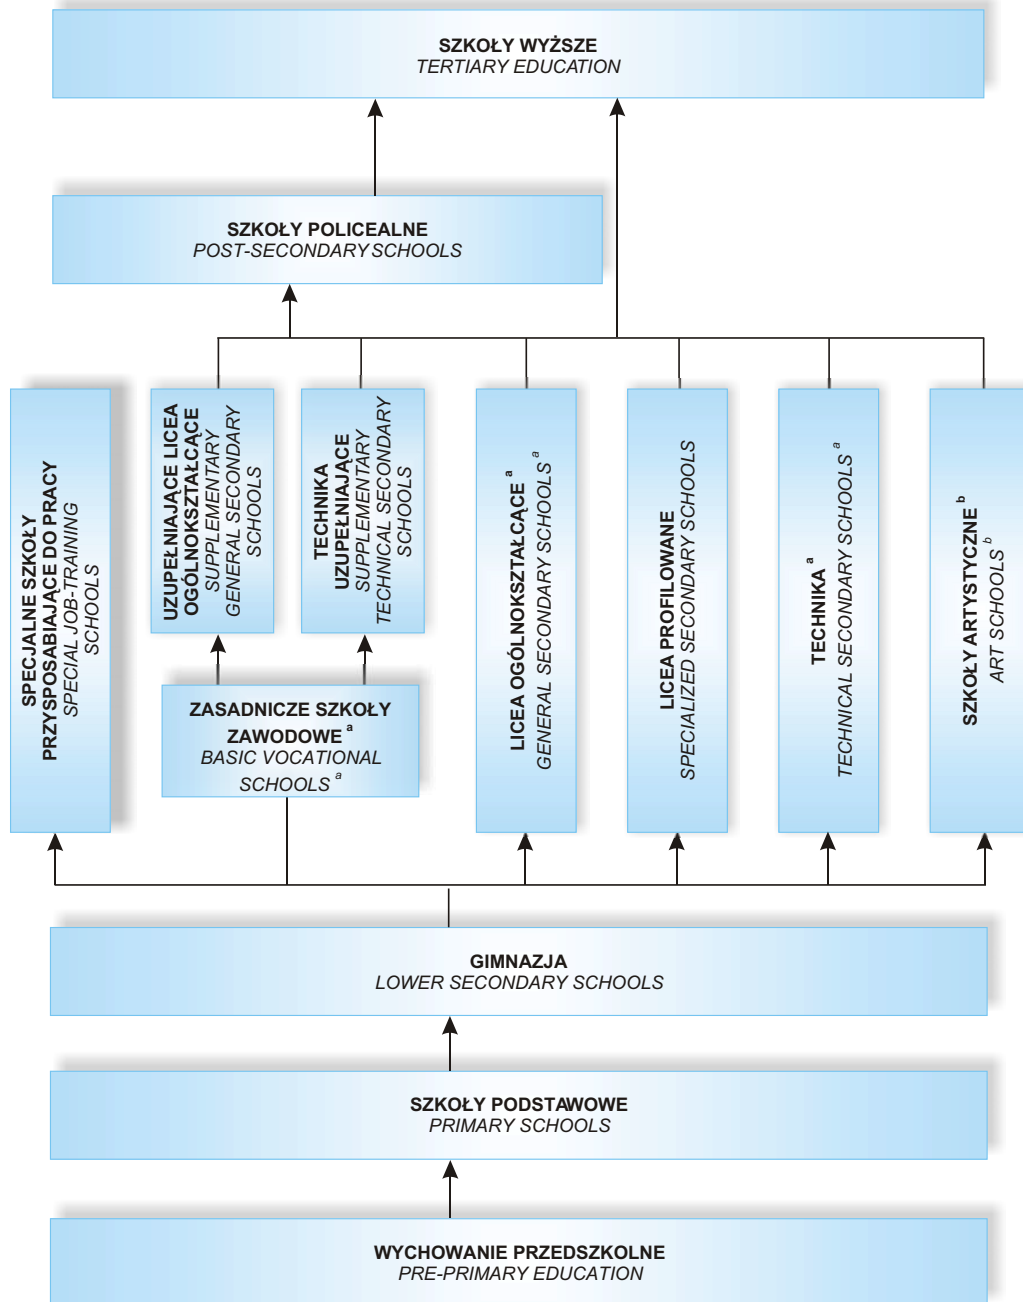 SZKOŁY WYŻSZE
TERTIARY EDUCATION
SZKOŁY POLICEALNE
POST-SECONDARY SCHOOLS
SPECJALNE SZKOŁY
PRZYSPOSABIAJĄCE DO PRACY
SPECIAL JOB-TRAINING
SCHOOLS
UZUPEŁNIAJĄCE LICEA
OGÓLNOKSZTAŁCĄCE
SUPPLEMENTARY
GENERAL SECONDARY
SCHOOLS
TECHNIKA
UZUPEŁNIAJĄCE
SUPPLEMENTARY
TECHNICAL SECONDARY
SCHOOLS
ZASADNICZE SZKOŁY
ZAWODOWE a
BASIC VOCATIONAL
SCHOOLS a
LICEA OGÓLNOKSZTAŁCĄCE a
GENERAL SECONDARY SCHOOLS a
LICEA PROFILOWANE
SPECIALIZED SECONDARY SCHOOLS
TECHNIKA a
TECHNICAL SECONDARY SCHOOLS a
SZKOŁY ARTYSTYCZNE b
ART SCHOOLS b
GIMNAZJA
LOWER SECONDARY SCHOOLS
SZKOŁY PODSTAWOWE
PRIMARY SCHOOLS
WYCHOWANIE PRZEDSZKOLNE
PRE-PRIMARY EDUCATION